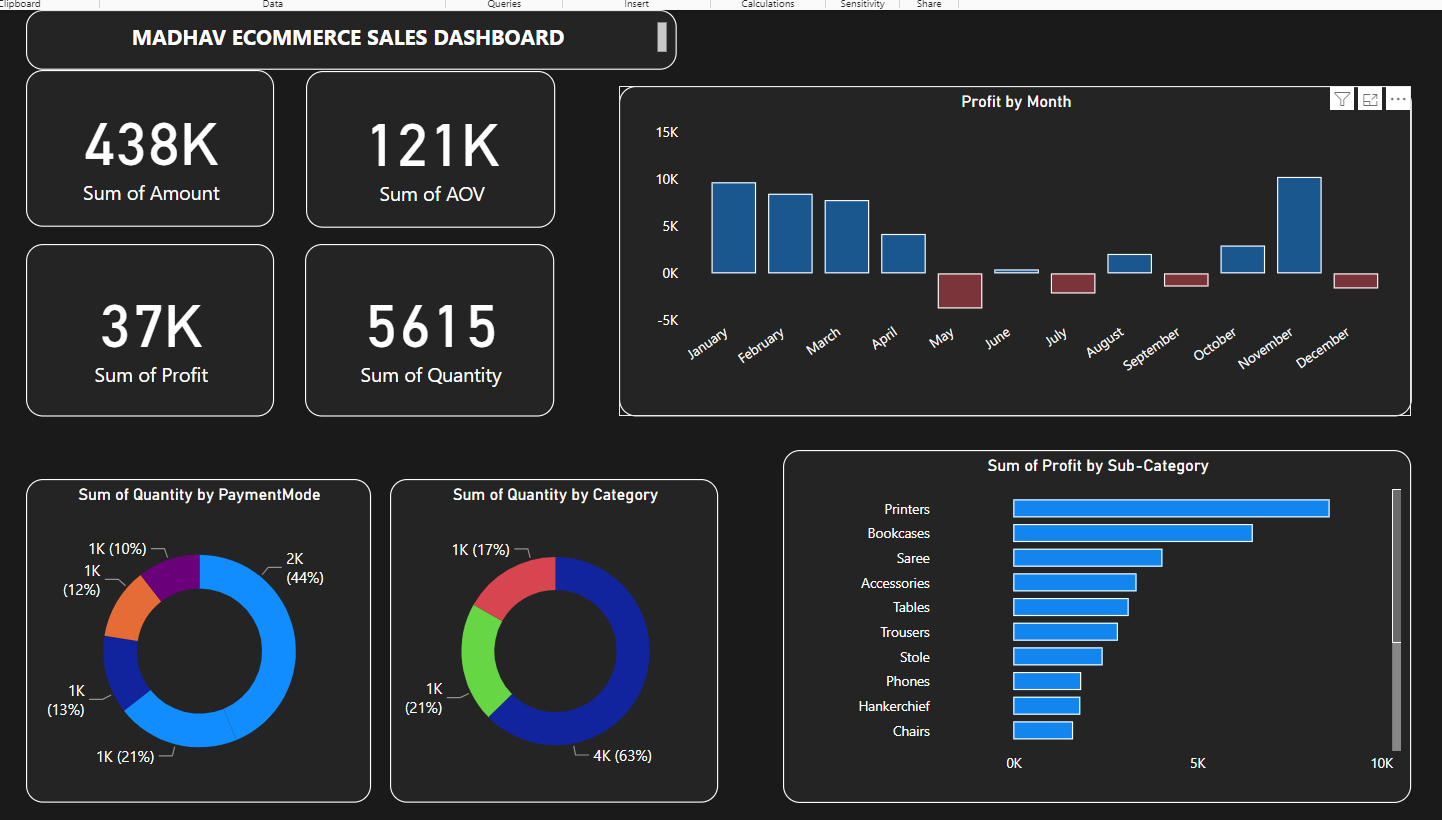 Clipboard
Data
Queries
Insert
Calculations
Sensitivity
Share
MADHAV ECOMMERCE SALES DASHBOARD
438K
Sum of Amount
121K
Sum of AOV
37K
Sum of Profit
5615
Sum of Quantity
Profit by Month
15K
10K
5K
0K
-5K
January
February
March
April
May
June
July
August
September
October
November
December
Sum of Quantity by PaymentMode
1K (10%)
2K
(44%)
1K
(12%)
1K
(13%)
1K (21%)
Sum of Quantity by Category
1K (17%)
1K
(21%)
4K (63%)
Sum of Profit by Sub-Category
Printers
Bookcases
Saree
Accessories
Tables
Trousers
Stole
Phones
Hankerchief
Chairs
0K
5K
10K